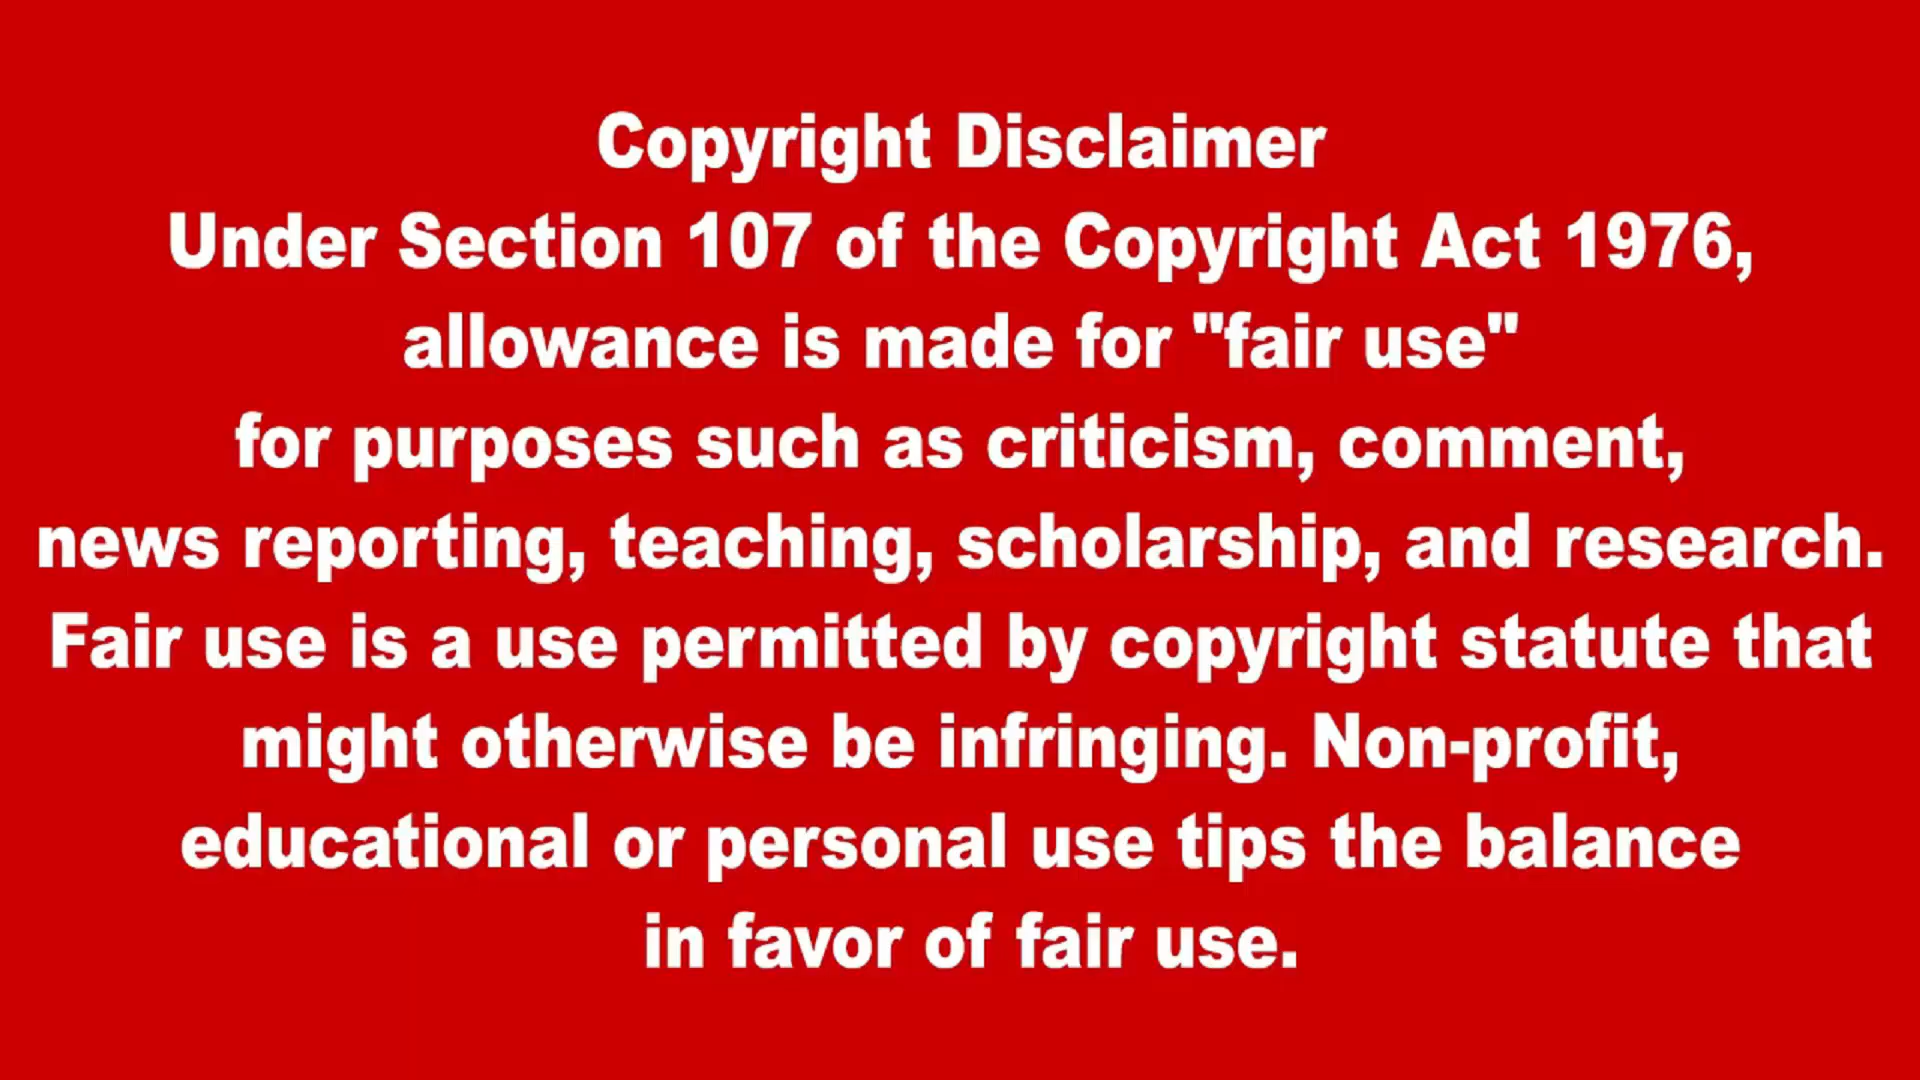 Copyright Disclaimer
Under Section 107 of the Copyright Act 1976,
allowance is made for "fair use"
for purposes such as criticism, comment,
news reporting, teaching, scholarship, and research.
Fair use is a use permitted by copyright statute that
might otherwise be infringing. Non-profit,
educational or personal use tips the balance
in favor of fair use.